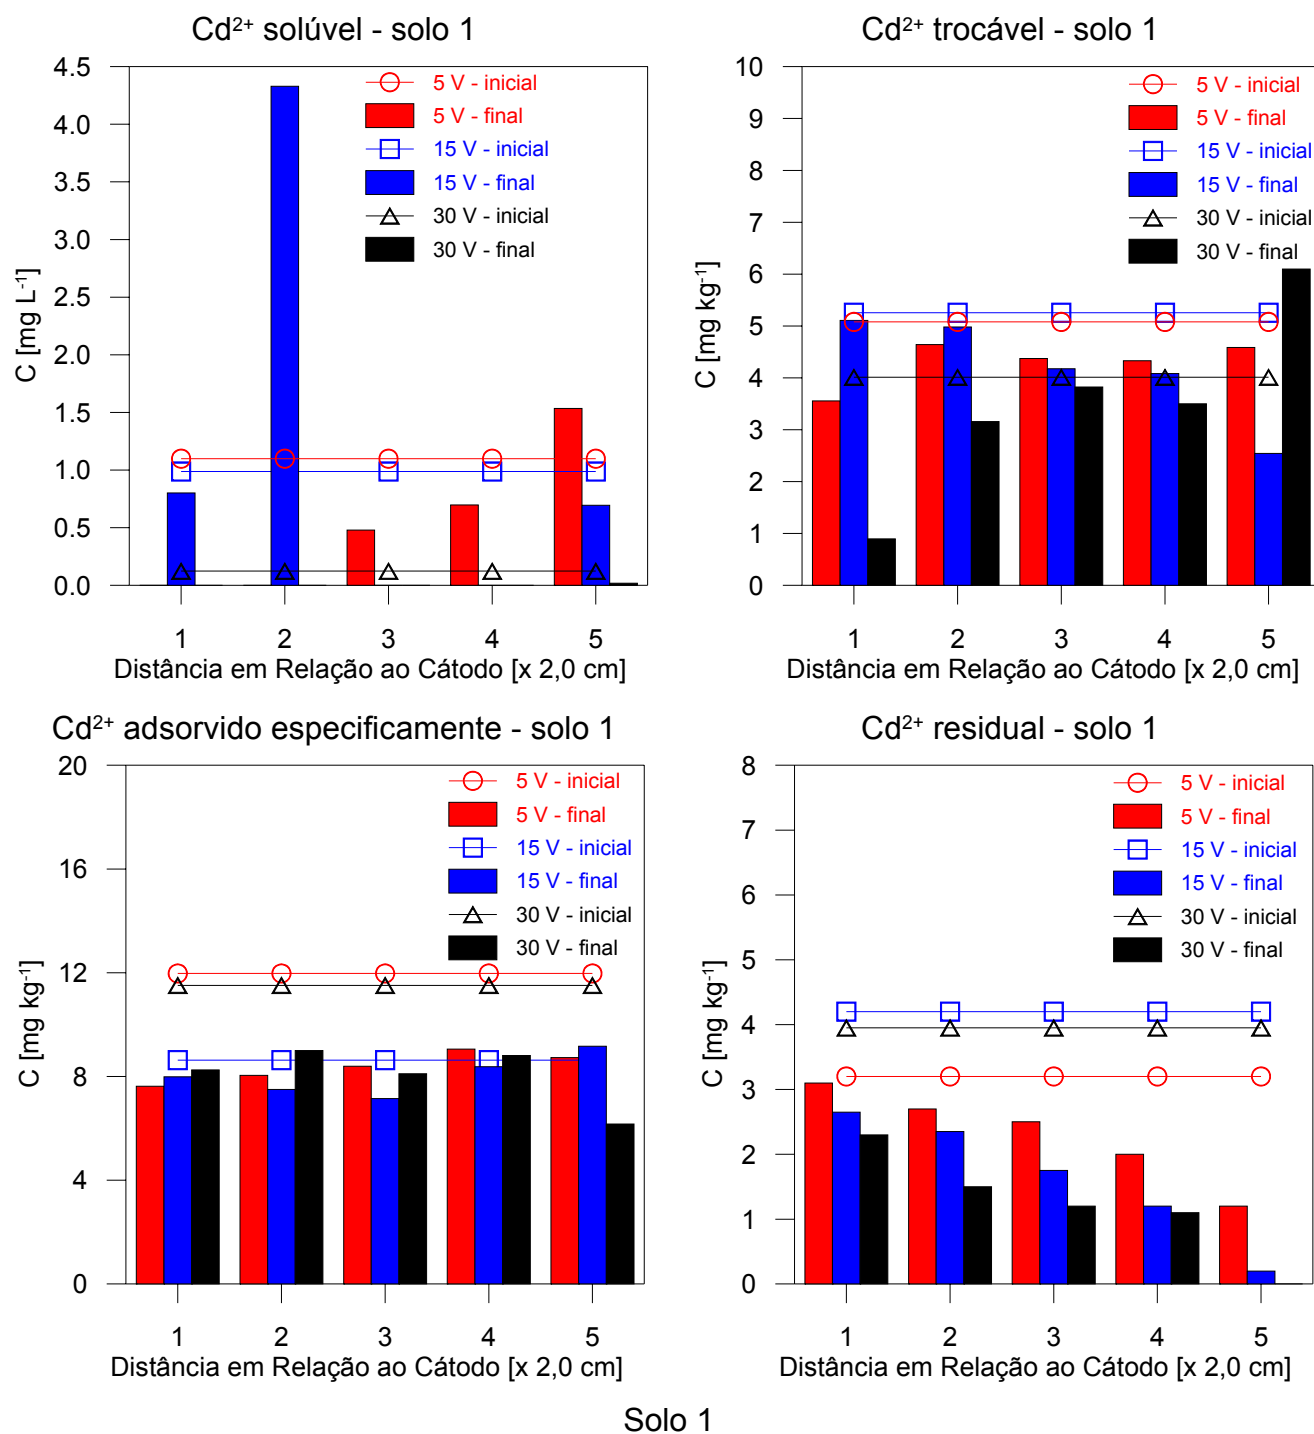 Cd²⁺ solúvel - solo 1
C [mg L⁻¹]
4.5
4.0
3.5
3.0
2.5
2.0
1.5
1.0
0.5
0.0
5 V - inicial
5 V - final
15 V - inicial
15 V - final
30 V - inicial
30 V - final
1 2 3 4 5
Distância em Relação ao Cátodo [x 2,0 cm]
Cd²⁺ trocável - solo 1
C [mg kg⁻¹]
10
9
8
7
6
5
4
3
2
1
0
5 V - inicial
5 V - final
15 V - inicial
15 V - final
30 V - inicial
30 V - final
1 2 3 4 5
Distância em Relação ao Cátodo [x 2,0 cm]
Cd²⁺ adsorvido especificamente - solo 1
C [mg kg⁻¹]
20
16
12
8
4
0
5 V - inicial
5 V - final
15 V - inicial
15 V - final
30 V - inicial
30 V - final
1 2 3 4 5
Distância em Relação ao Cátodo [x 2,0 cm]
Cd²⁺ residual - solo 1
C [mg kg⁻¹]
8
7
6
5
4
3
2
1
0
5 V - inicial
5 V - final
15 V - inicial
15 V - final
30 V - inicial
30 V - final
1 2 3 4 5
Distância em Relação ao Cátodo [x 2,0 cm]
Solo 1